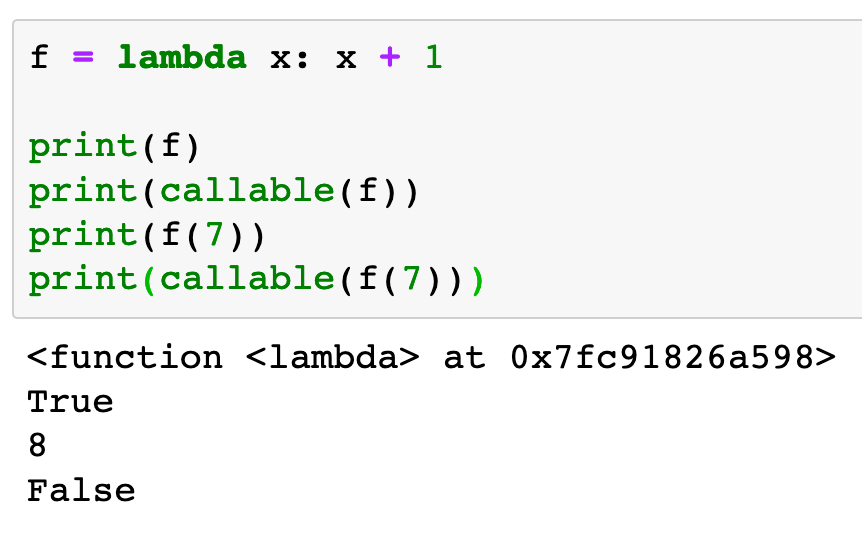 f = lambda x: x + 1
print(f)
print(callable(f))
print(f(7))
print(callable(f(7)))
<function <lambda> at 0x7fc91826a598>
True
8
False